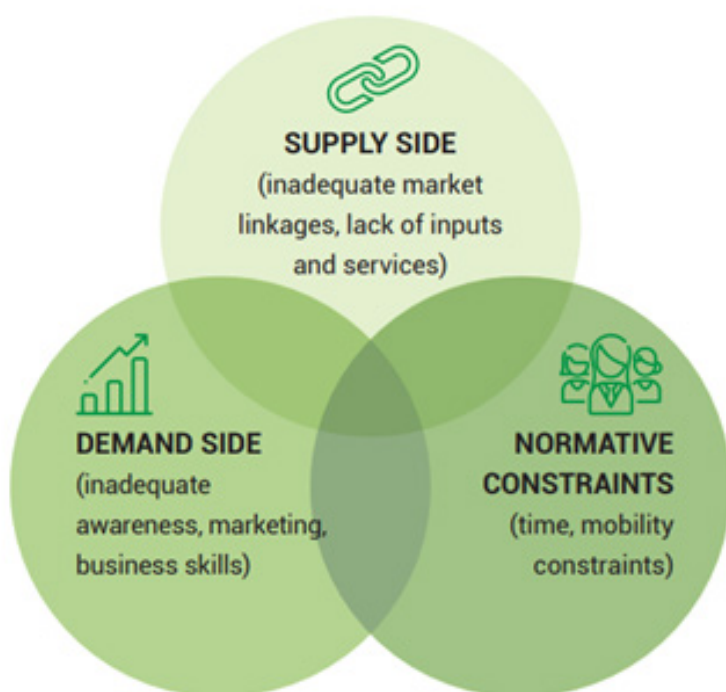 SUPPLY SIDE
(inadequate market
linkages, lack of inputs
and services)
DEMAND SIDE
(inadequate
awareness, marketing,
business skills)
NORMATIVE
CONSTRAINTS
(time, mobility
constraints)